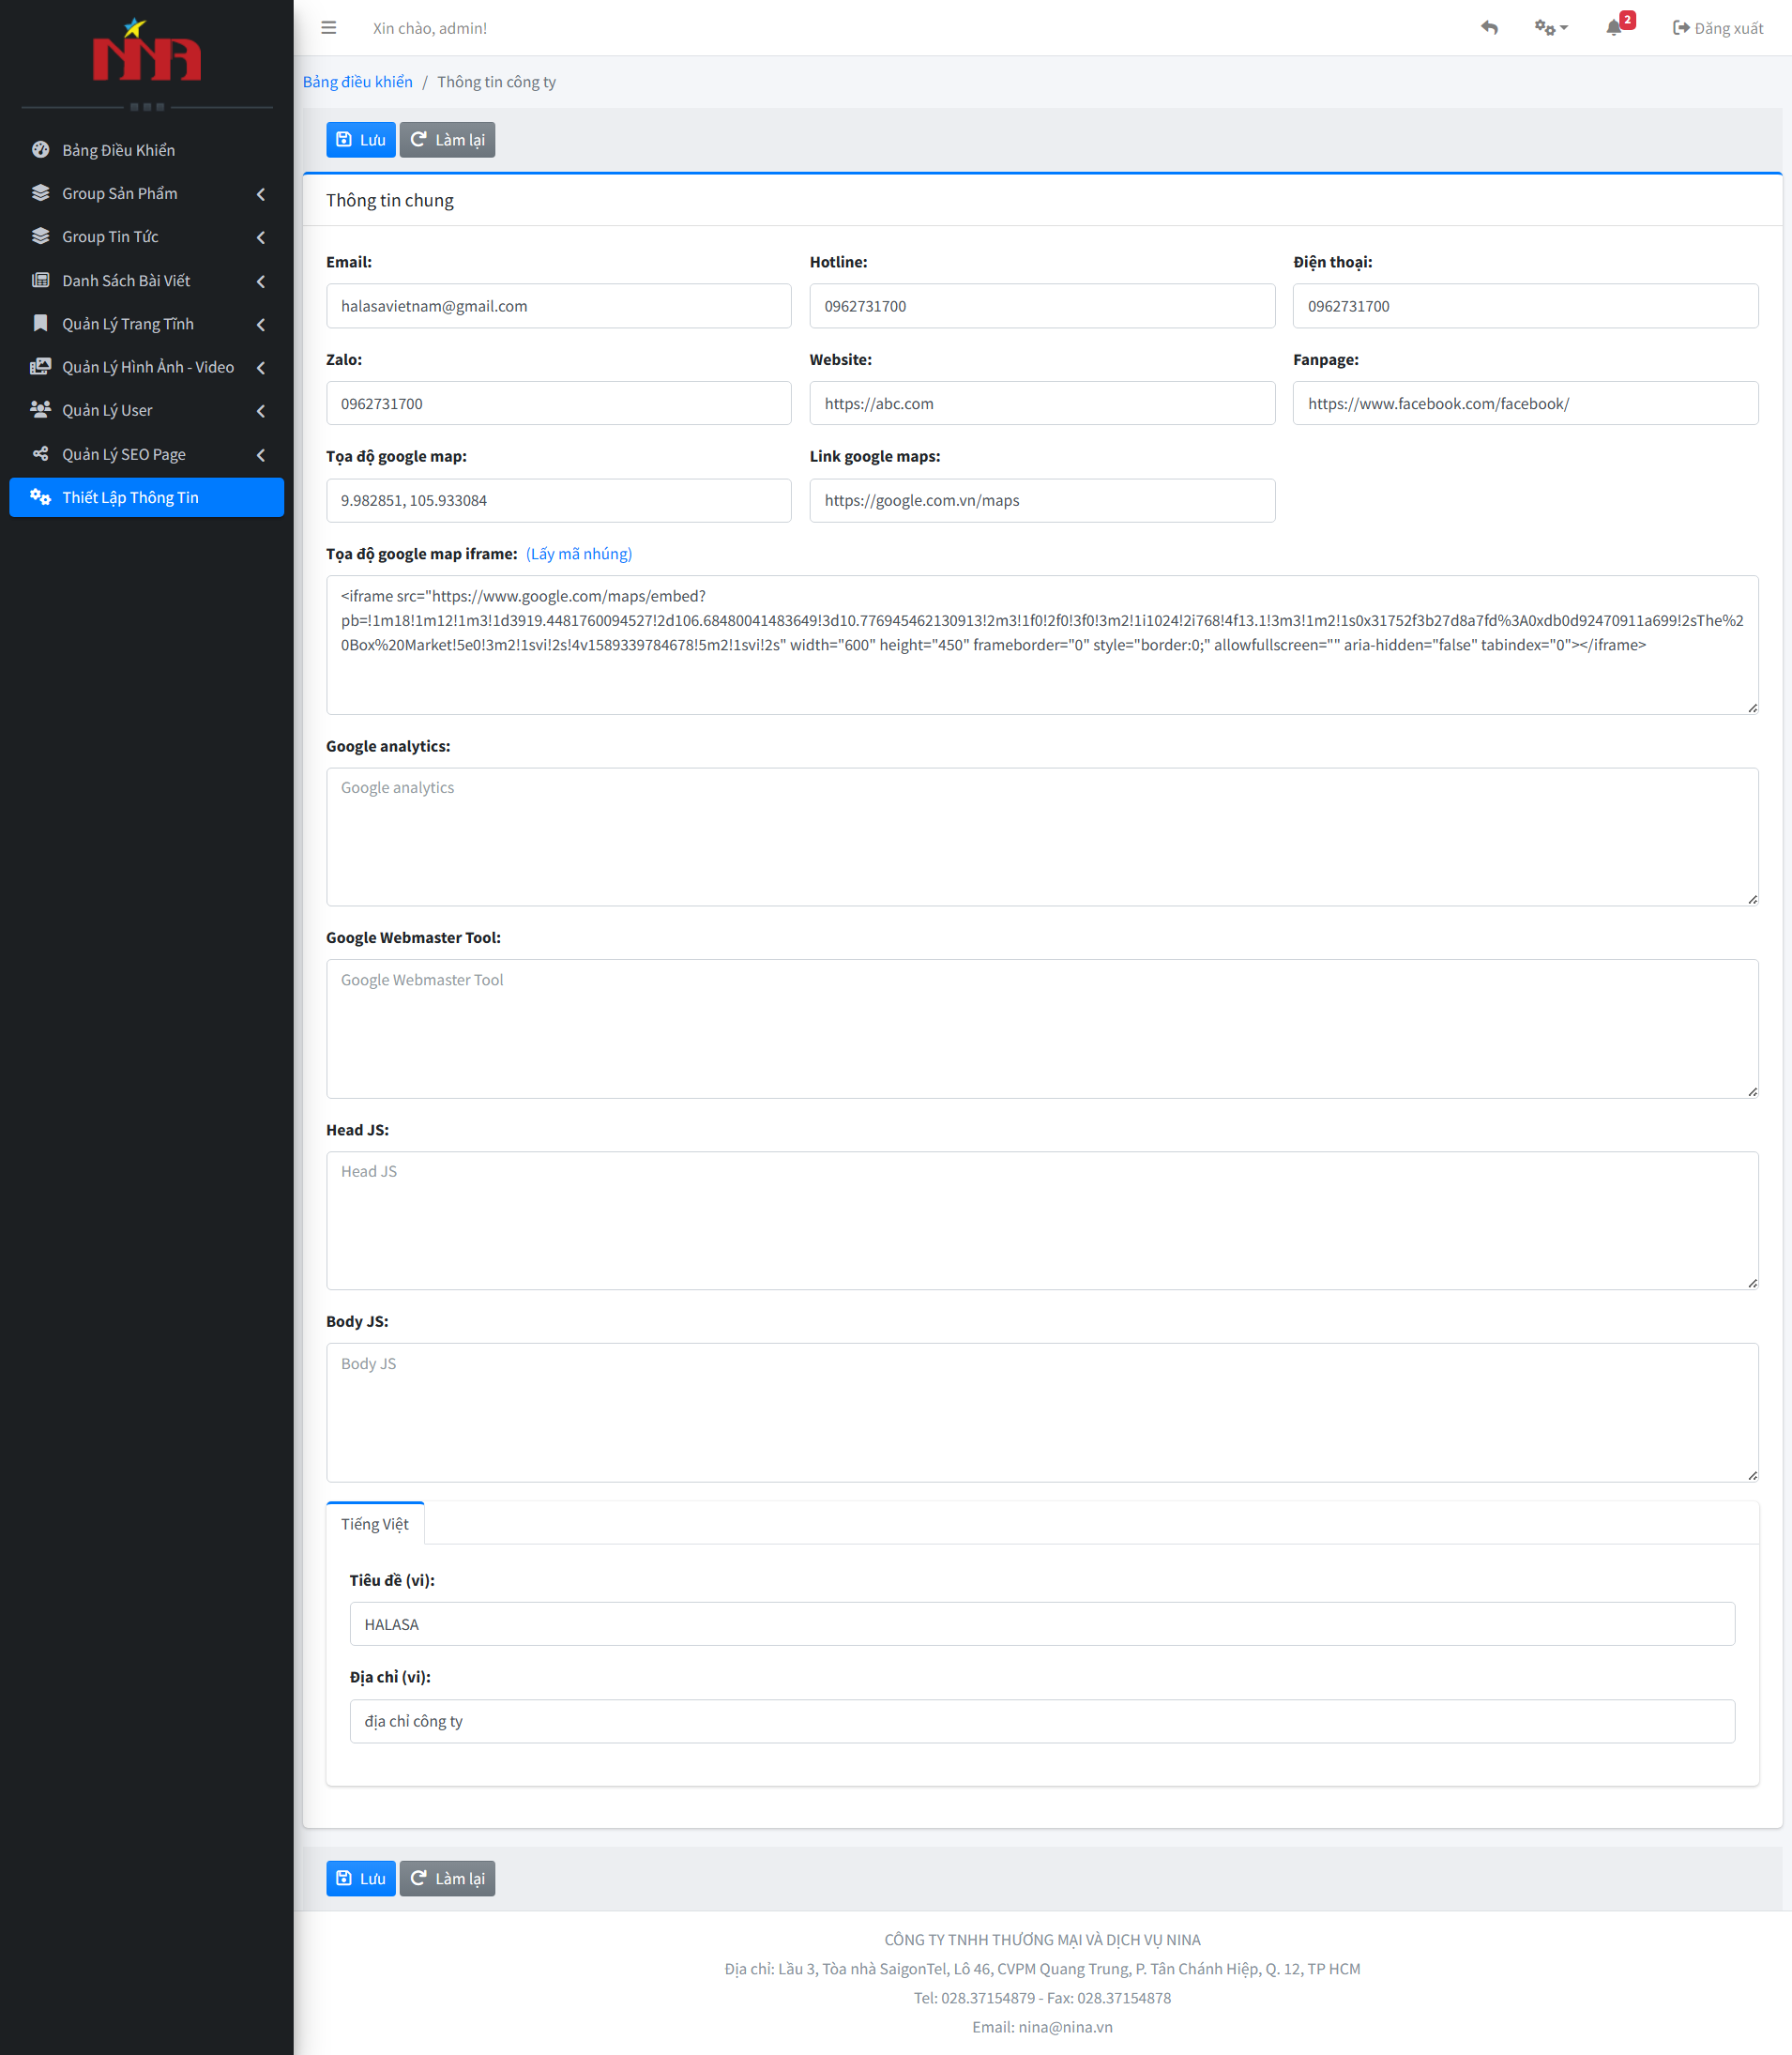 NINA
Xin chào, admin!
2
Đăng xuất
Bảng điều khiển / Thông tin công ty
Bảng Điều Khiển
Group Sản Phẩm
Group Tin Tức
Danh Sách Bài Viết
Quản Lý Trang Tĩnh
Quản Lý Hình Ảnh - Video
Quản Lý User
Quản Lý SEO Page
Thiết Lập Thông Tin
Lưu
Làm lại
Thông tin chung
Email:
halasavietnam@gmail.com
Hotline:
0962731700
Điện thoại:
0962731700
Zalo:
0962731700
Website:
https://abc.com
Fanpage:
https://www.facebook.com/facebook/
Tọa độ google map:
9.982851, 105.933084
Link google maps:
https://google.com.vn/maps
Tọa độ google map iframe: (Lấy mã nhúng)
<iframe src="https://www.google.com/maps/embed?
pb=!1m18!1m12!1m3!1d3919.4481760094527!2d106.68480041483649!3d10.776945462130913!2m3!1f0!2f0!3f0!3m2!1i1024!2i768!4f13.1!3m3!1m2!1s0x31752f3b27d8a7fd%3A0xdb0d92470911a699!2sThe%2
0Box%20Market!5e0!3m2!1svi!2s!4v1589339784678!5m2!1svi!2s" width="600" height="450" frameborder="0" style="border:0;" allowfullscreen="" aria-hidden="false" tabindex="0"></iframe>
Google analytics:
Google analytics
Google Webmaster Tool:
Google Webmaster Tool
Head JS:
Head JS
Body JS:
Body JS
Tiếng Việt
Tiêu đề (vi):
HALASA
Địa chỉ (vi):
địa chỉ công ty
Lưu
Làm lại
CÔNG TY TNHH THƯƠNG MẠI VÀ DỊCH VỤ NINA
Địa chỉ: Lầu 3, Tòa nhà SaigonTel, Lô 46, CVPM Quang Trung, P. Tân Chánh Hiệp, Q. 12, TP HCM
Tel: 028.37154879 - Fax: 028.37154878
Email: nina@nina.vn